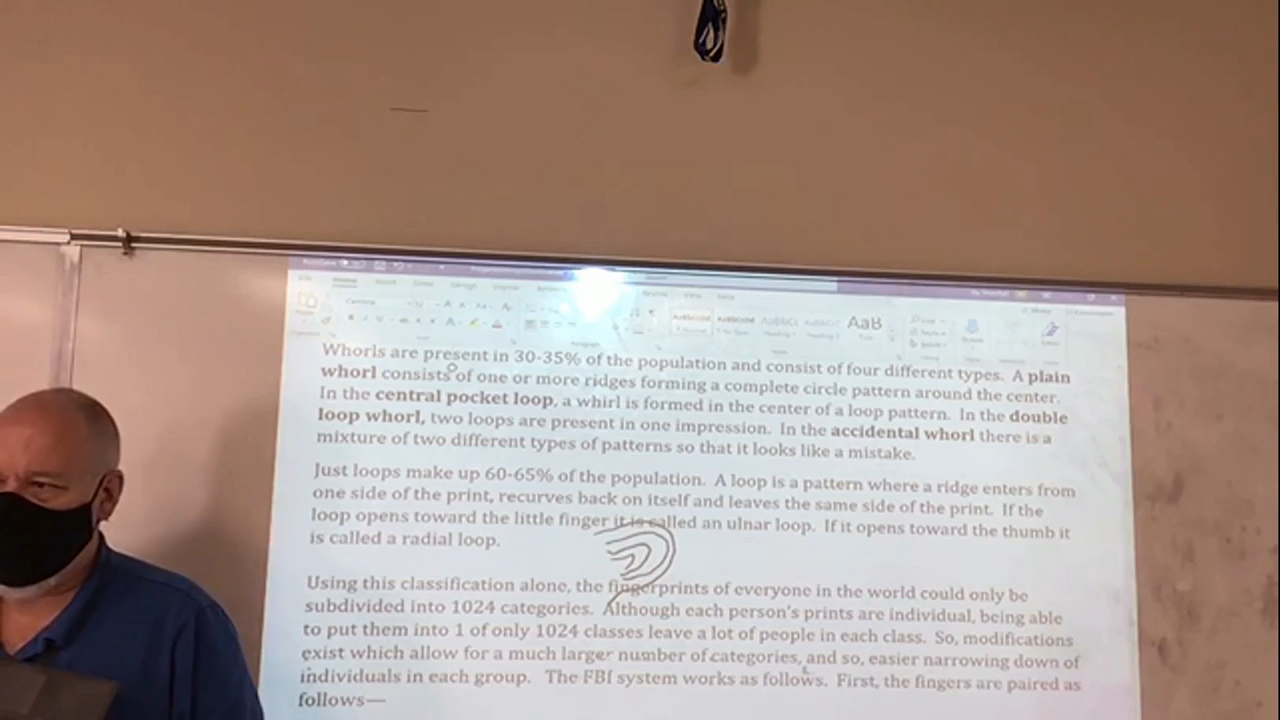 AaB
Whorls are present in 30-35% of the population and consist of four different types. A plain
whorl consists of one or more ridges forming a complete circle pattern around the center.
In the central pocket loop, a whirl is formed in the center of a loop pattern. In the double
loop whorl, two loops are present in one impression. In the accidental whorl there is a
mixture of two different types of patterns so that it looks like a mistake.
Just loops make up 60-65% of the population. A loop is a pattern where a ridge enters from
one side of the print, recurves back on itself and leaves the same side of the print. If the
loop opens toward the little finger it is called an ulnar loop. If it opens toward the thumb it
is called a radial loop.
Using this classification alone, the fingerprints of everyone in the world could only be
subdivided into 1024 categories. Although each person's prints are individual, being able
to put them into 1 of only 1024 classes leave a lot of people in each class. So, modifications
exist which allow for a much larger number of categories, and so, easier narrowing down of
individuals in each group. The FBI system works as follows. First, the fingers are paired as
follows—